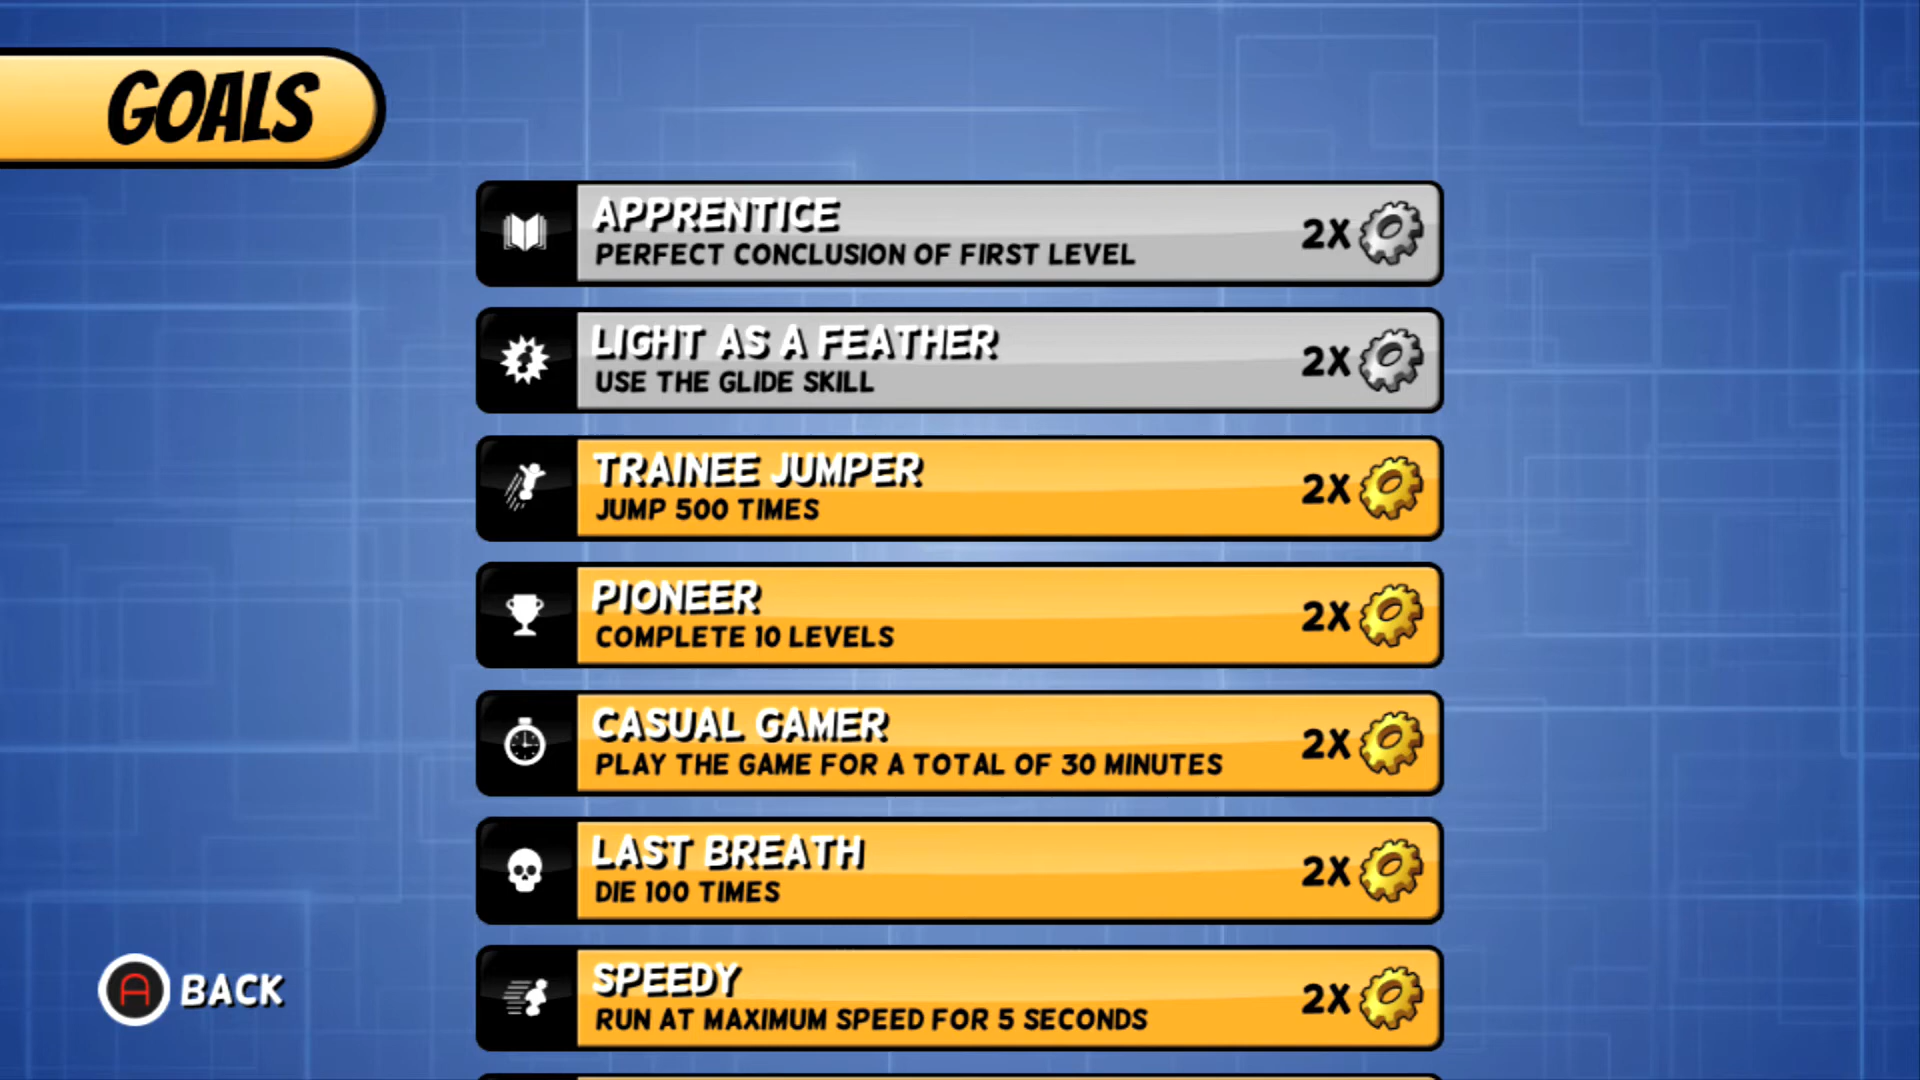 GOALS
APPRENTICE
PERFECT CONCLUSION OF FIRST LEVEL
2X
LIGHT AS A FEATHER
USE THE GLIDE SKILL
2X
TRAINEE JUMPER
JUMP 500 TIMES
2X
PIONEER
COMPLETE 10 LEVELS
2X
CASUAL GAMER
PLAY THE GAME FOR A TOTAL OF 30 MINUTES
2X
LAST BREATH
DIE 100 TIMES
2X
SPEEDY
RUN AT MAXIMUM SPEED FOR 5 SECONDS
2X
A BACK